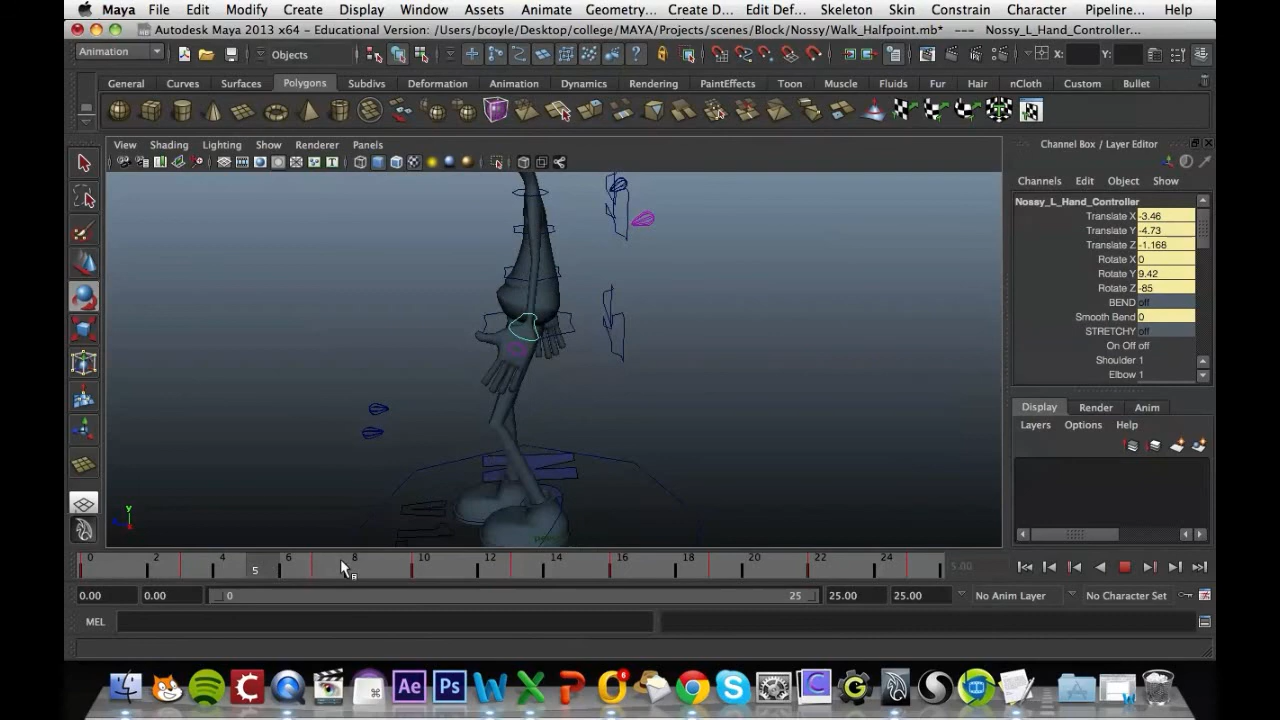 Maya File Edit Modify Create Display Window Assets Animate Geometry... Create D... Edit Def... Skeleton Skin Constrain Character Pipeline... Help
Autodesk Maya 2013 x64 - Educational Version: /Users/bcoyle/Desktop/college/MAYA/Projects/scenes/Block/Nossy/Walk_Halfpoint.mb* -- Nossy_L_Hand_Controller...
Animation Objects X: Y:
General Curves Surfaces Polygons Subdivs Deformation Animation Dynamics Rendering PaintEffects Toon Muscle Fluids Fur Hair nCloth Custom Bullet
View Shading Lighting Show Renderer Panels
Channel Box / Layer Editor
Channels Edit Object Show
Nossy_L_Hand_Controller
Translate X -3.46
Translate Y -4.73
Translate Z -1.168
Rotate X 0
Rotate Y 9.42
Rotate Z -85
BEND off
Smooth Bend 0
STRETCHY off
On Off off
Shoulder 1
Elbow 1
Display Render Anim
Layers Options Help
y
0 2 4 5 6 8 10 12 14 16 18 20 22 24 5.00
0.00 0.00 0 25 25.00 25.00 No Anim Layer No Character Set
MEL
6
Ae Ps